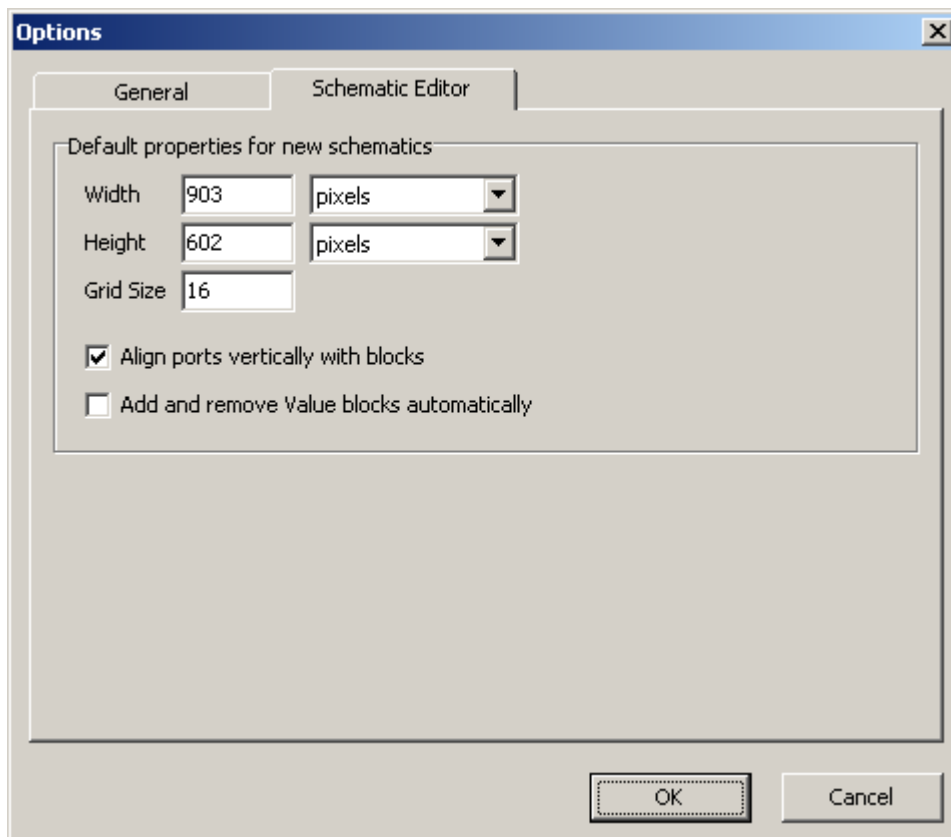 Options
General Schematic Editor
Default properties for new schematics
Width 903 pixels
Height 602 pixels
Grid Size 16
Align ports vertically with blocks
Add and remove Value blocks automatically
OK Cancel